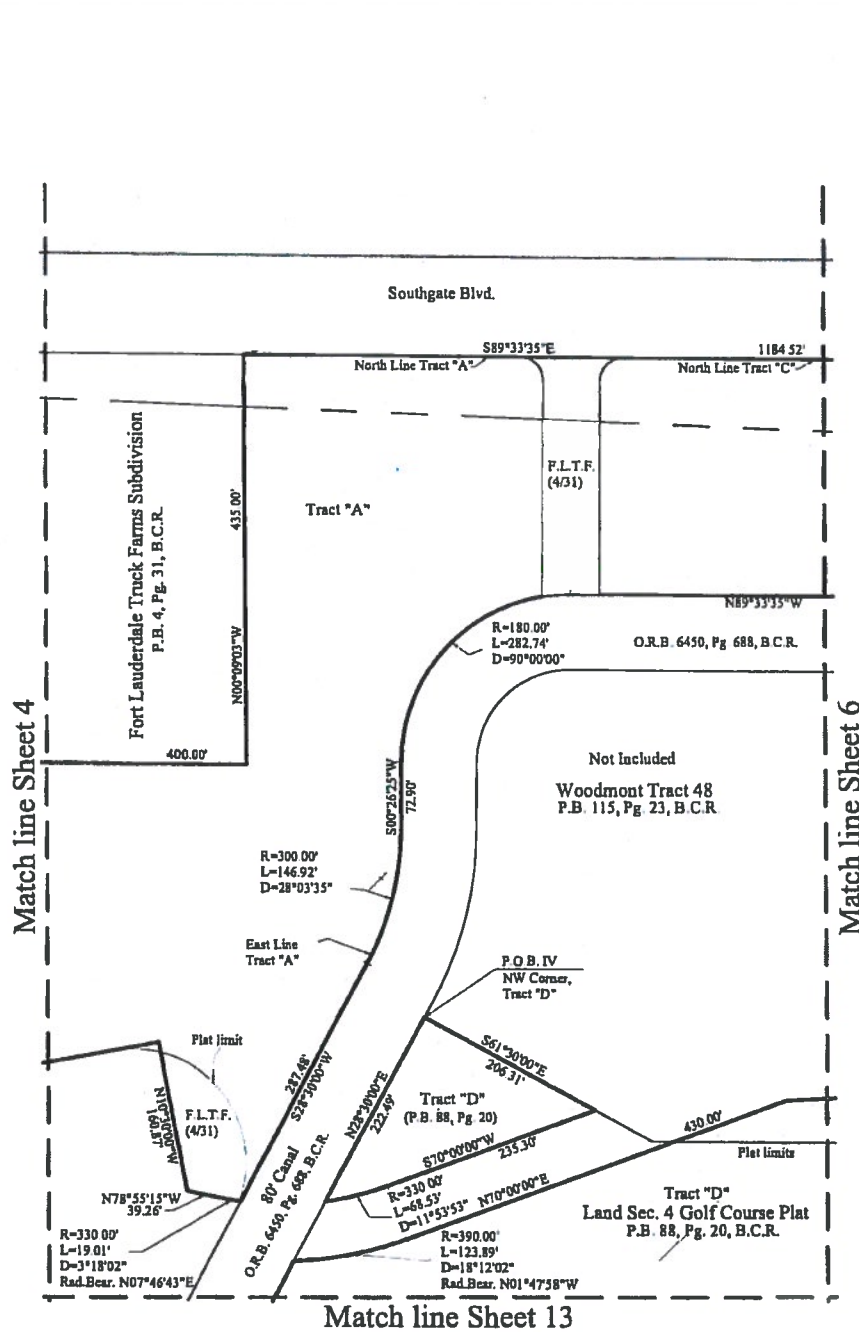 Southgate Blvd.
S89°33'35"E
1184 52'
North Line Tract "A"
North Line Tract "C"
Fort Lauderdale Truck Farms Subdivision
P.B. 4, Pg. 31, B.C.R.
435 00'
N00°09'03"W
Tract "A"
F.L.T.F.
(4/31)
N89°33'35"W
R=180.00'
L=282.74'
D=90°00'00"
O.R.B. 6450, Pg 688, B.C.R.
Match line Sheet 4
400.00'
S00°26'25"W
72.90'
Not Included
Woodmont Tract 48
P.B. 115, Pg. 23, B.C.R.
Match line Sheet 6
R=300 00'
L=146.92'
D=28°03'35"
East Line
Tract "A"
P.O.B. IV
NW Corner,
Tract "D"
Plat limit
N10°30'00"W
160.87'
F.L.T.F.
(4/31)
287.48'
S28°30'00"W
S61°30'00"E
206.31'
N28°30'00"E
222.49'
Tract "D"
(P.B. 88, Pg. 20)
S70°00'00"W
235.30'
430.00'
Plat limits
80' Canal
O.R.B. 6450, Pg. 688, B.C.R.
N78°55'15"W
39.26'
R=330 00'
L=68.53'
D=11°53'53"
N70°00'00"E
Tract "D"
Land Sec. 4 Golf Course Plat
P.B. 88, Pg. 20, B.C.R.
R=330 00'
L=19.01'
D=3°18'02"
Rad.Bear. N07°46'43"E
R=390.00'
L=123.89'
D=18°12'02"
Rad.Bear. N01°47'58"W
Match line Sheet 13